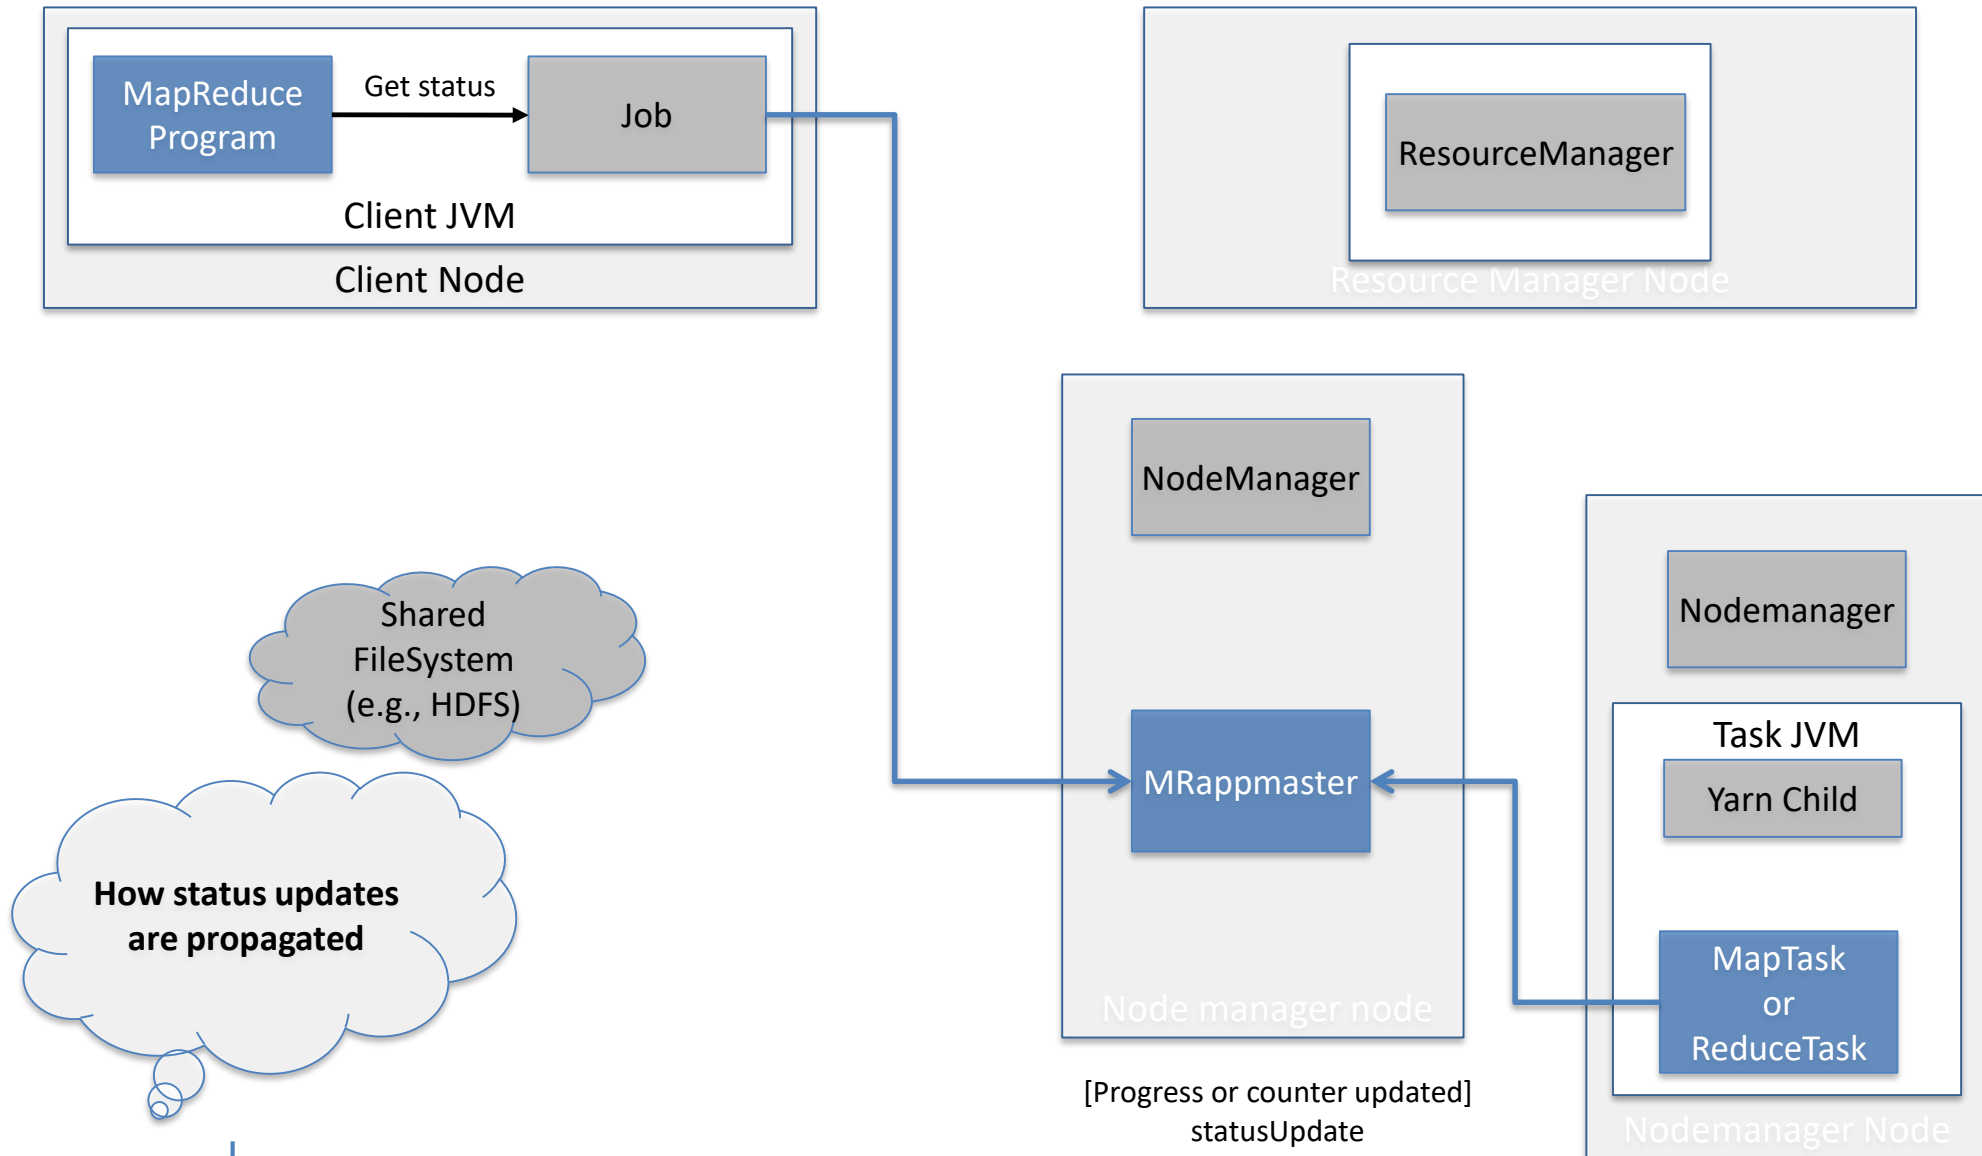 MapReduce
Program
Get status
Job
Client JVM
Client Node
ResourceManager
Resource Manager Node
NodeManager
MRappmaster
Node manager node
Nodemanager
Task JVM
Yarn Child
MapTask
or
ReduceTask
Nodemanager Node
Shared
FileSystem
(e.g., HDFS)
How status updates
are propagated
[Progress or counter updated]
statusUpdate